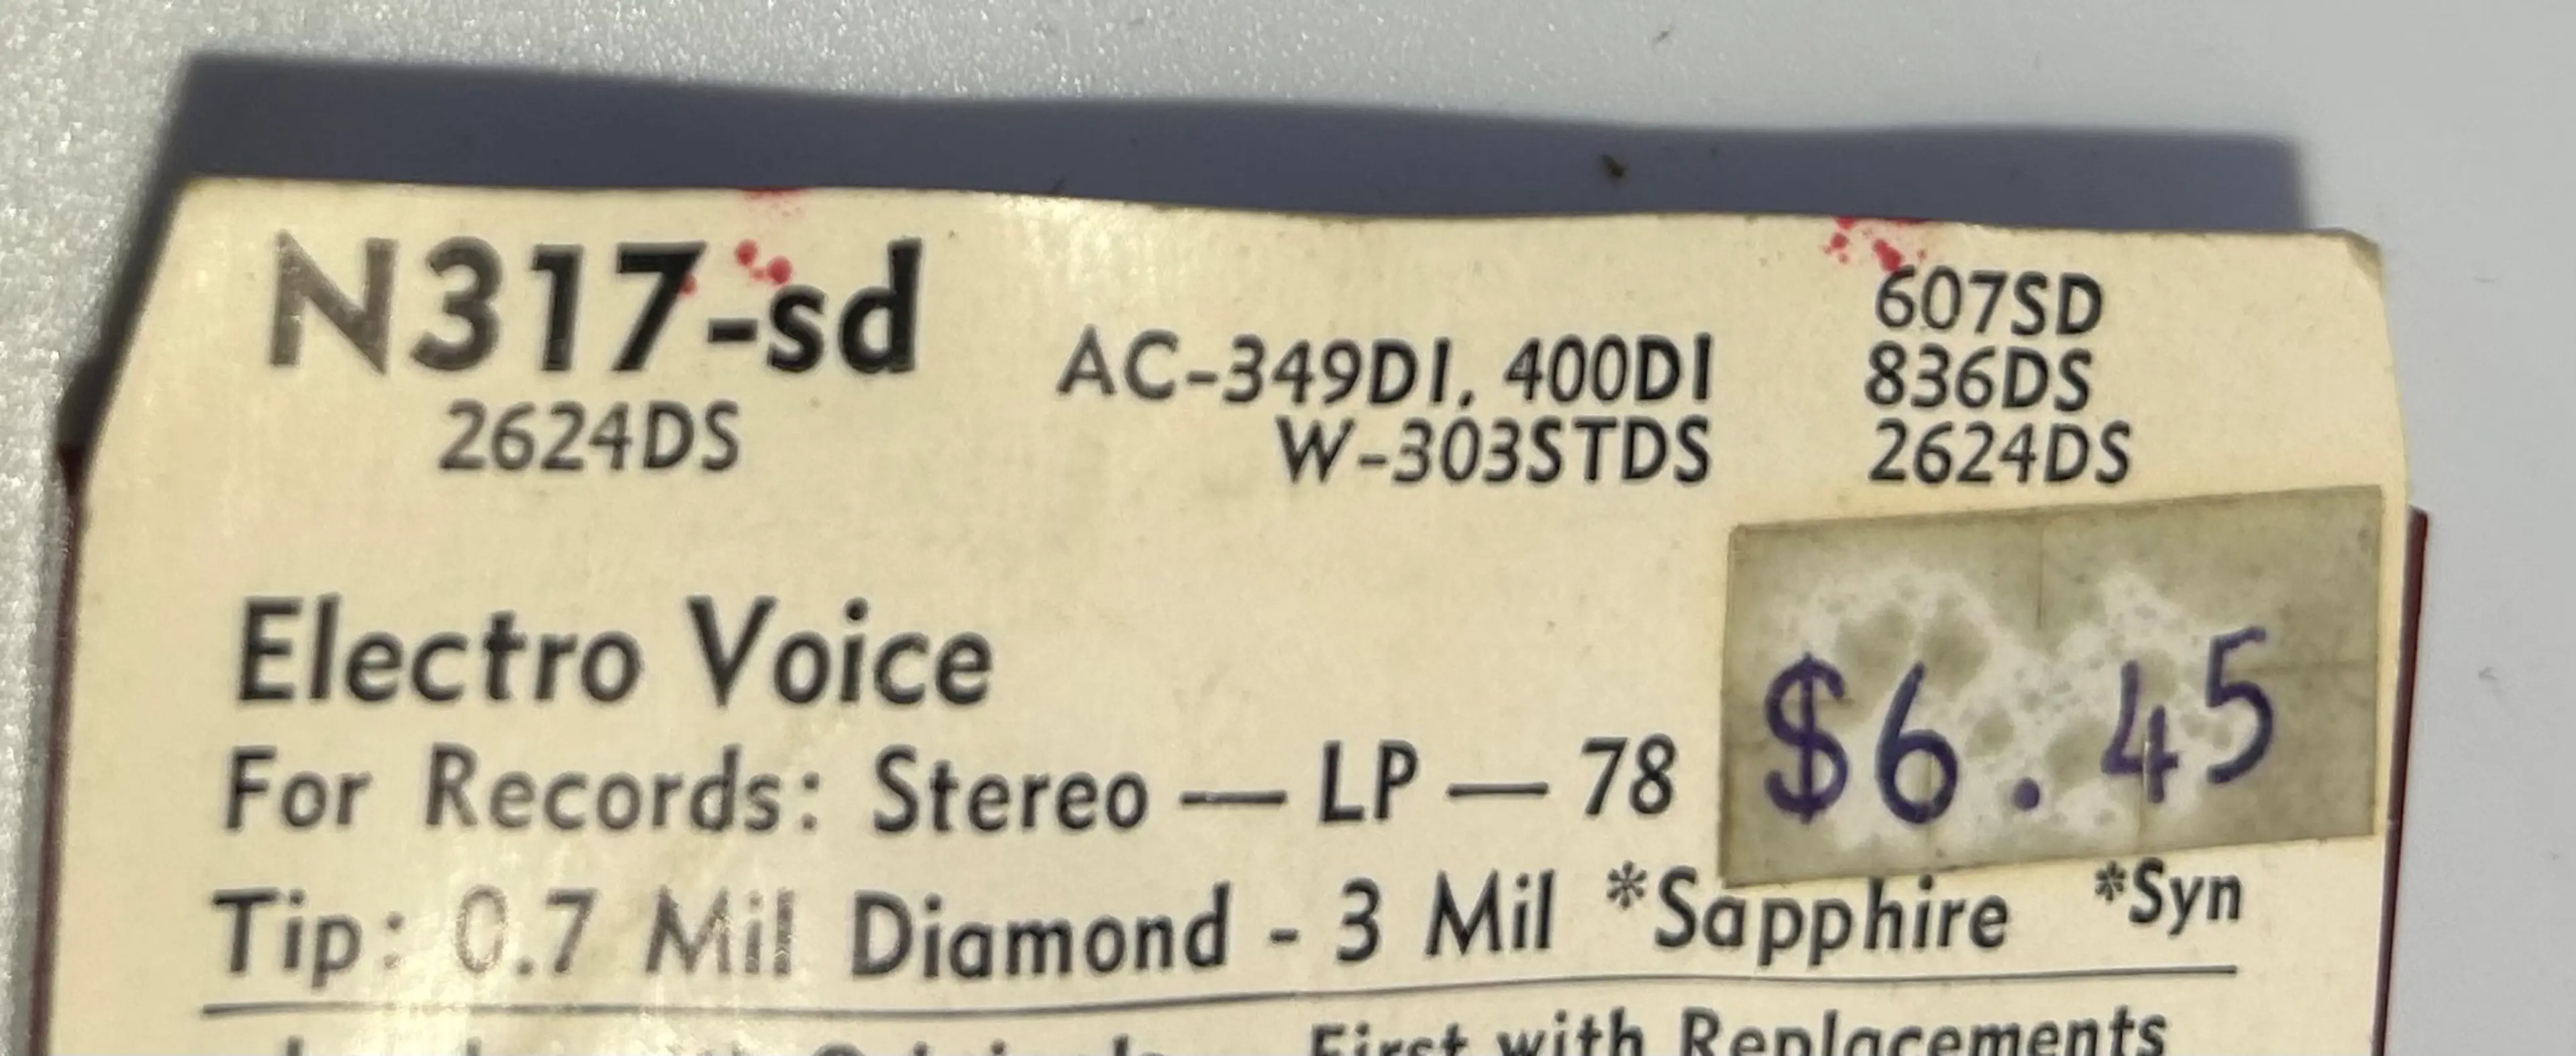 N317-sd
2624DS
AC-349DI, 400DI
W-303STDS
607SD
836DS
2624DS
Electro Voice
For Records: Stereo — LP — 78
$6.45
Tip: 0.7 Mil Diamond - 3 Mil *Sapphire *Syn
First with Replacements